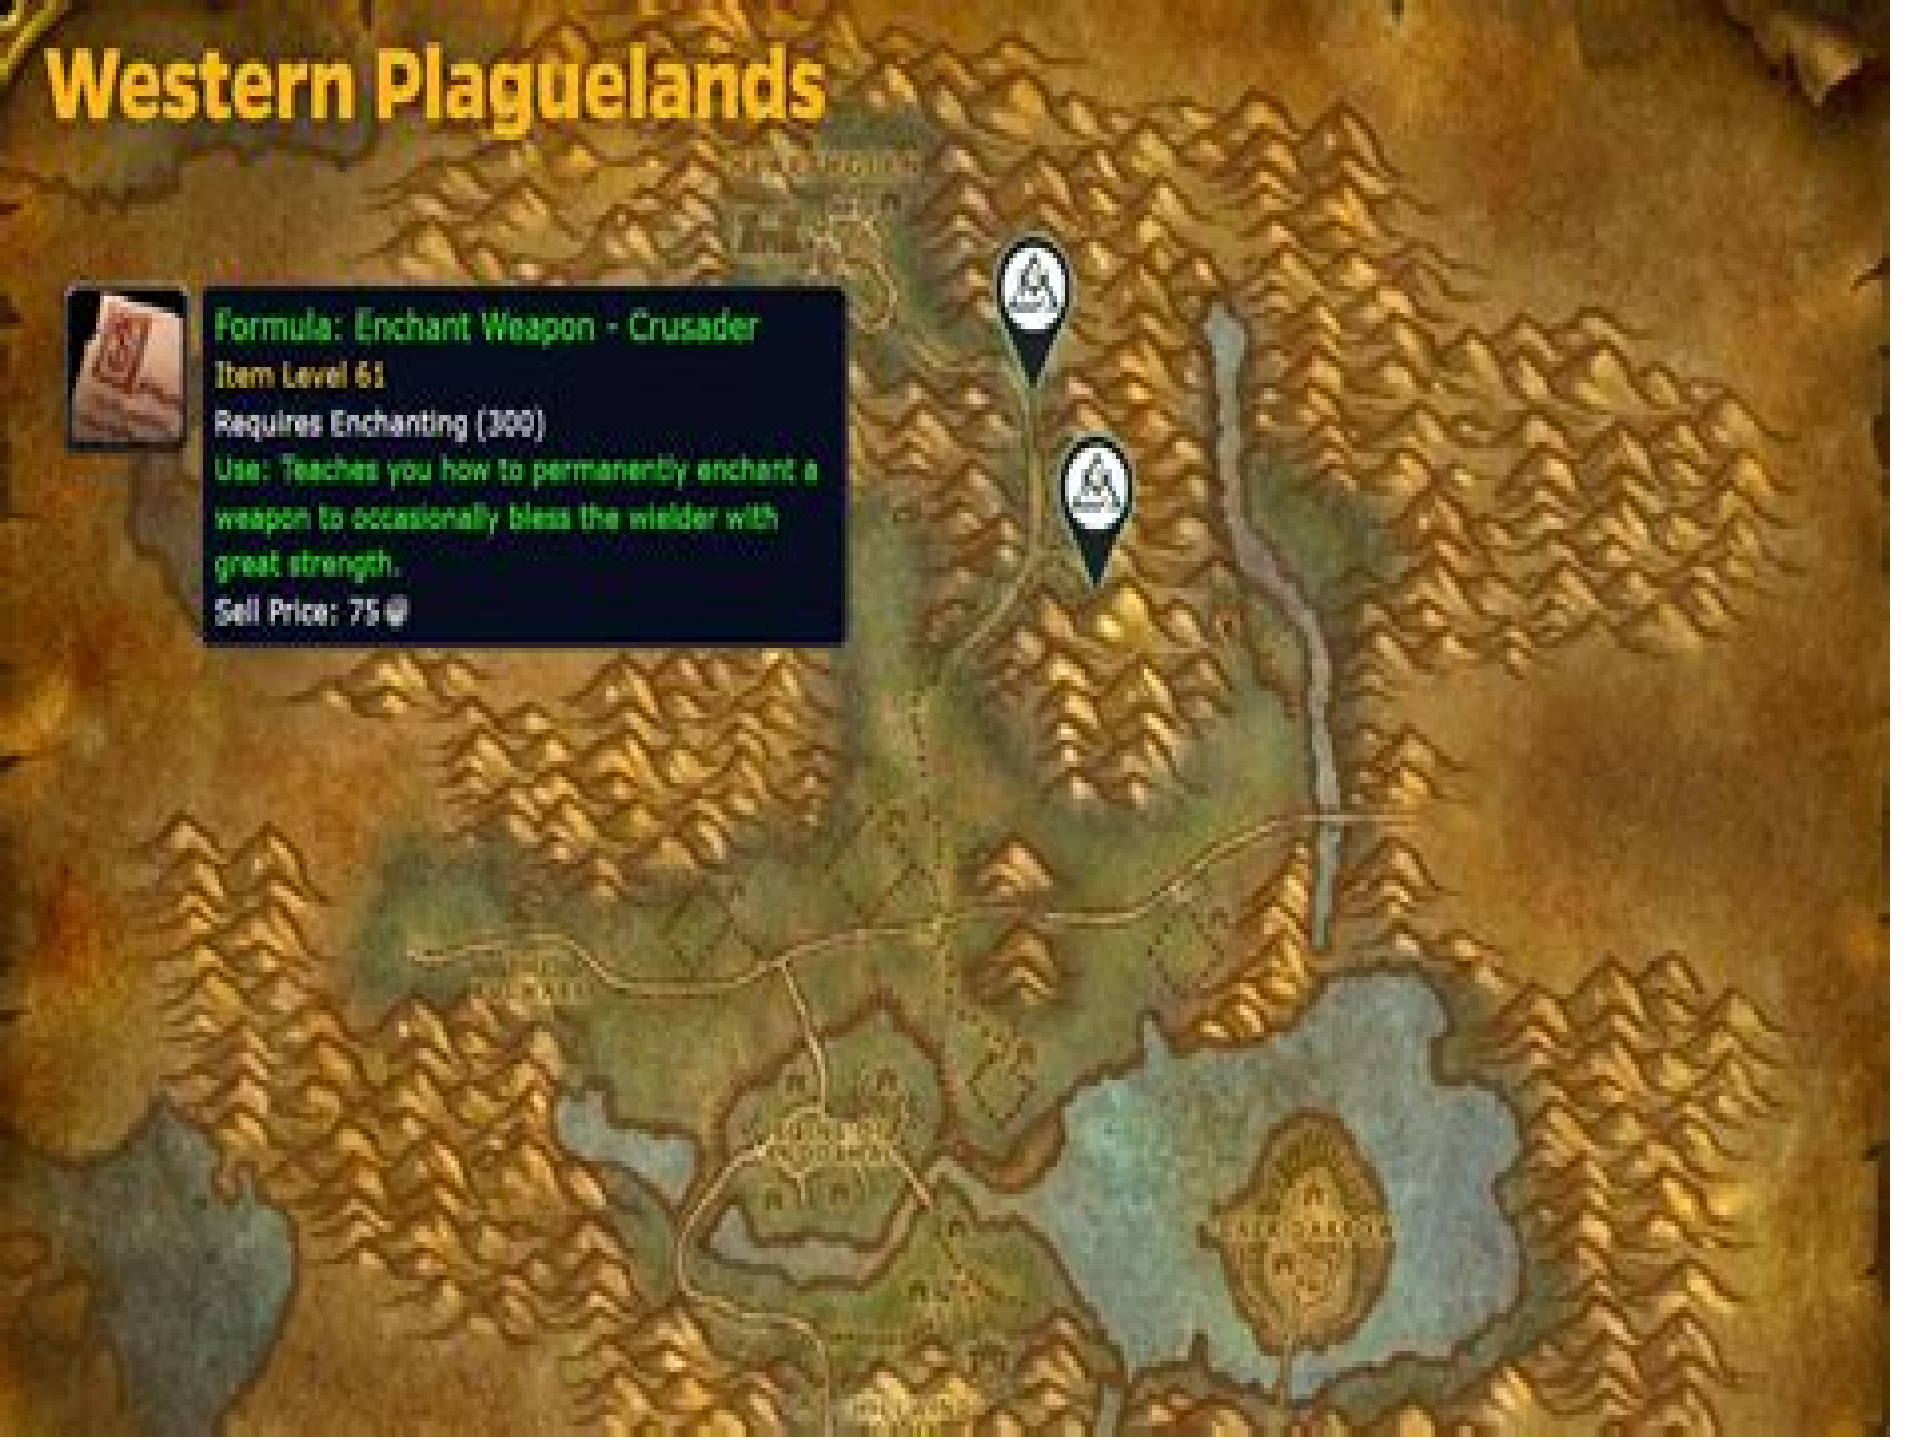 Western Plaguelands
Formula: Enchant Weapon - Crusader
Item Level 61
Requires Enchanting (300)
Use: Teaches you how to permanently enchant a
weapon to occasionally bless the wielder with
great strength.
Sell Price: 75